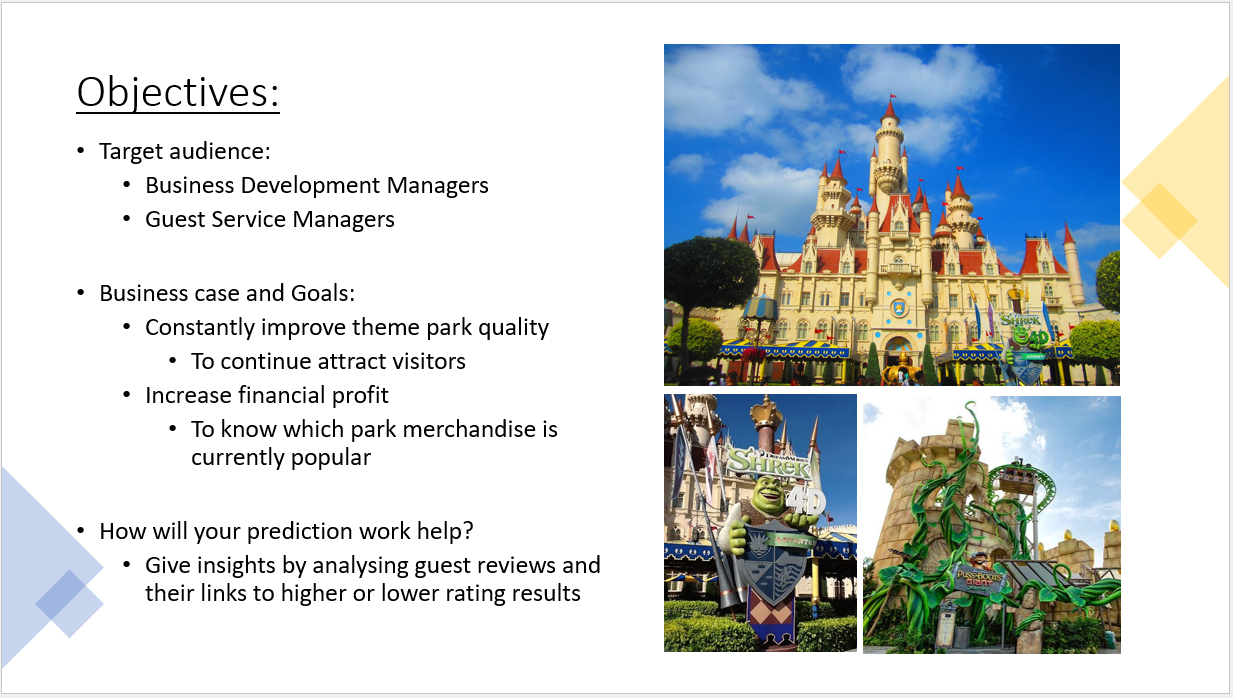 Objectives:
• Target audience:
• Business Development Managers
• Guest Service Managers
• Business case and Goals:
• Constantly improve theme park quality
• To continue attract visitors
• Increase financial profit
• To know which park merchandise is
currently popular
• How will your prediction work help?
• Give insights by analysing guest reviews and
their links to higher or lower rating results
SHREK
4D
DREAMWORKS
SHREK
4D
PUSS IN BOOTS'
GIANT